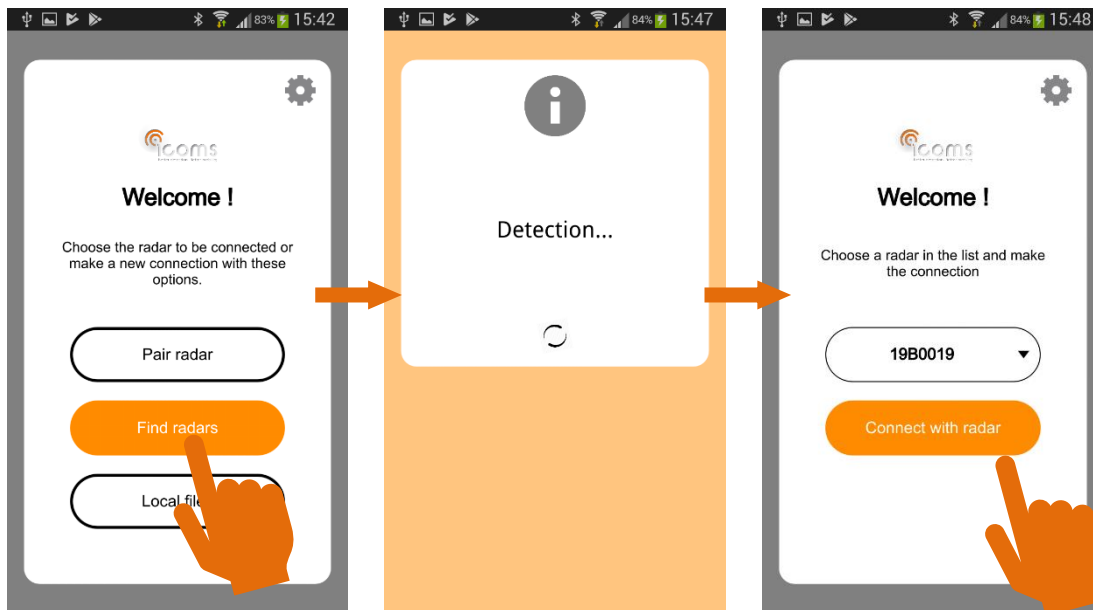 83% 15:42
icoms
Welcome !
Choose the radar to be connected or
make a new connection with these
options.
Pair radar
Find radars
Local file
84% 15:47
Detection...
84% 15:48
icoms
Welcome !
Choose a radar in the list and make
the connection
19B0019
Connect with radar